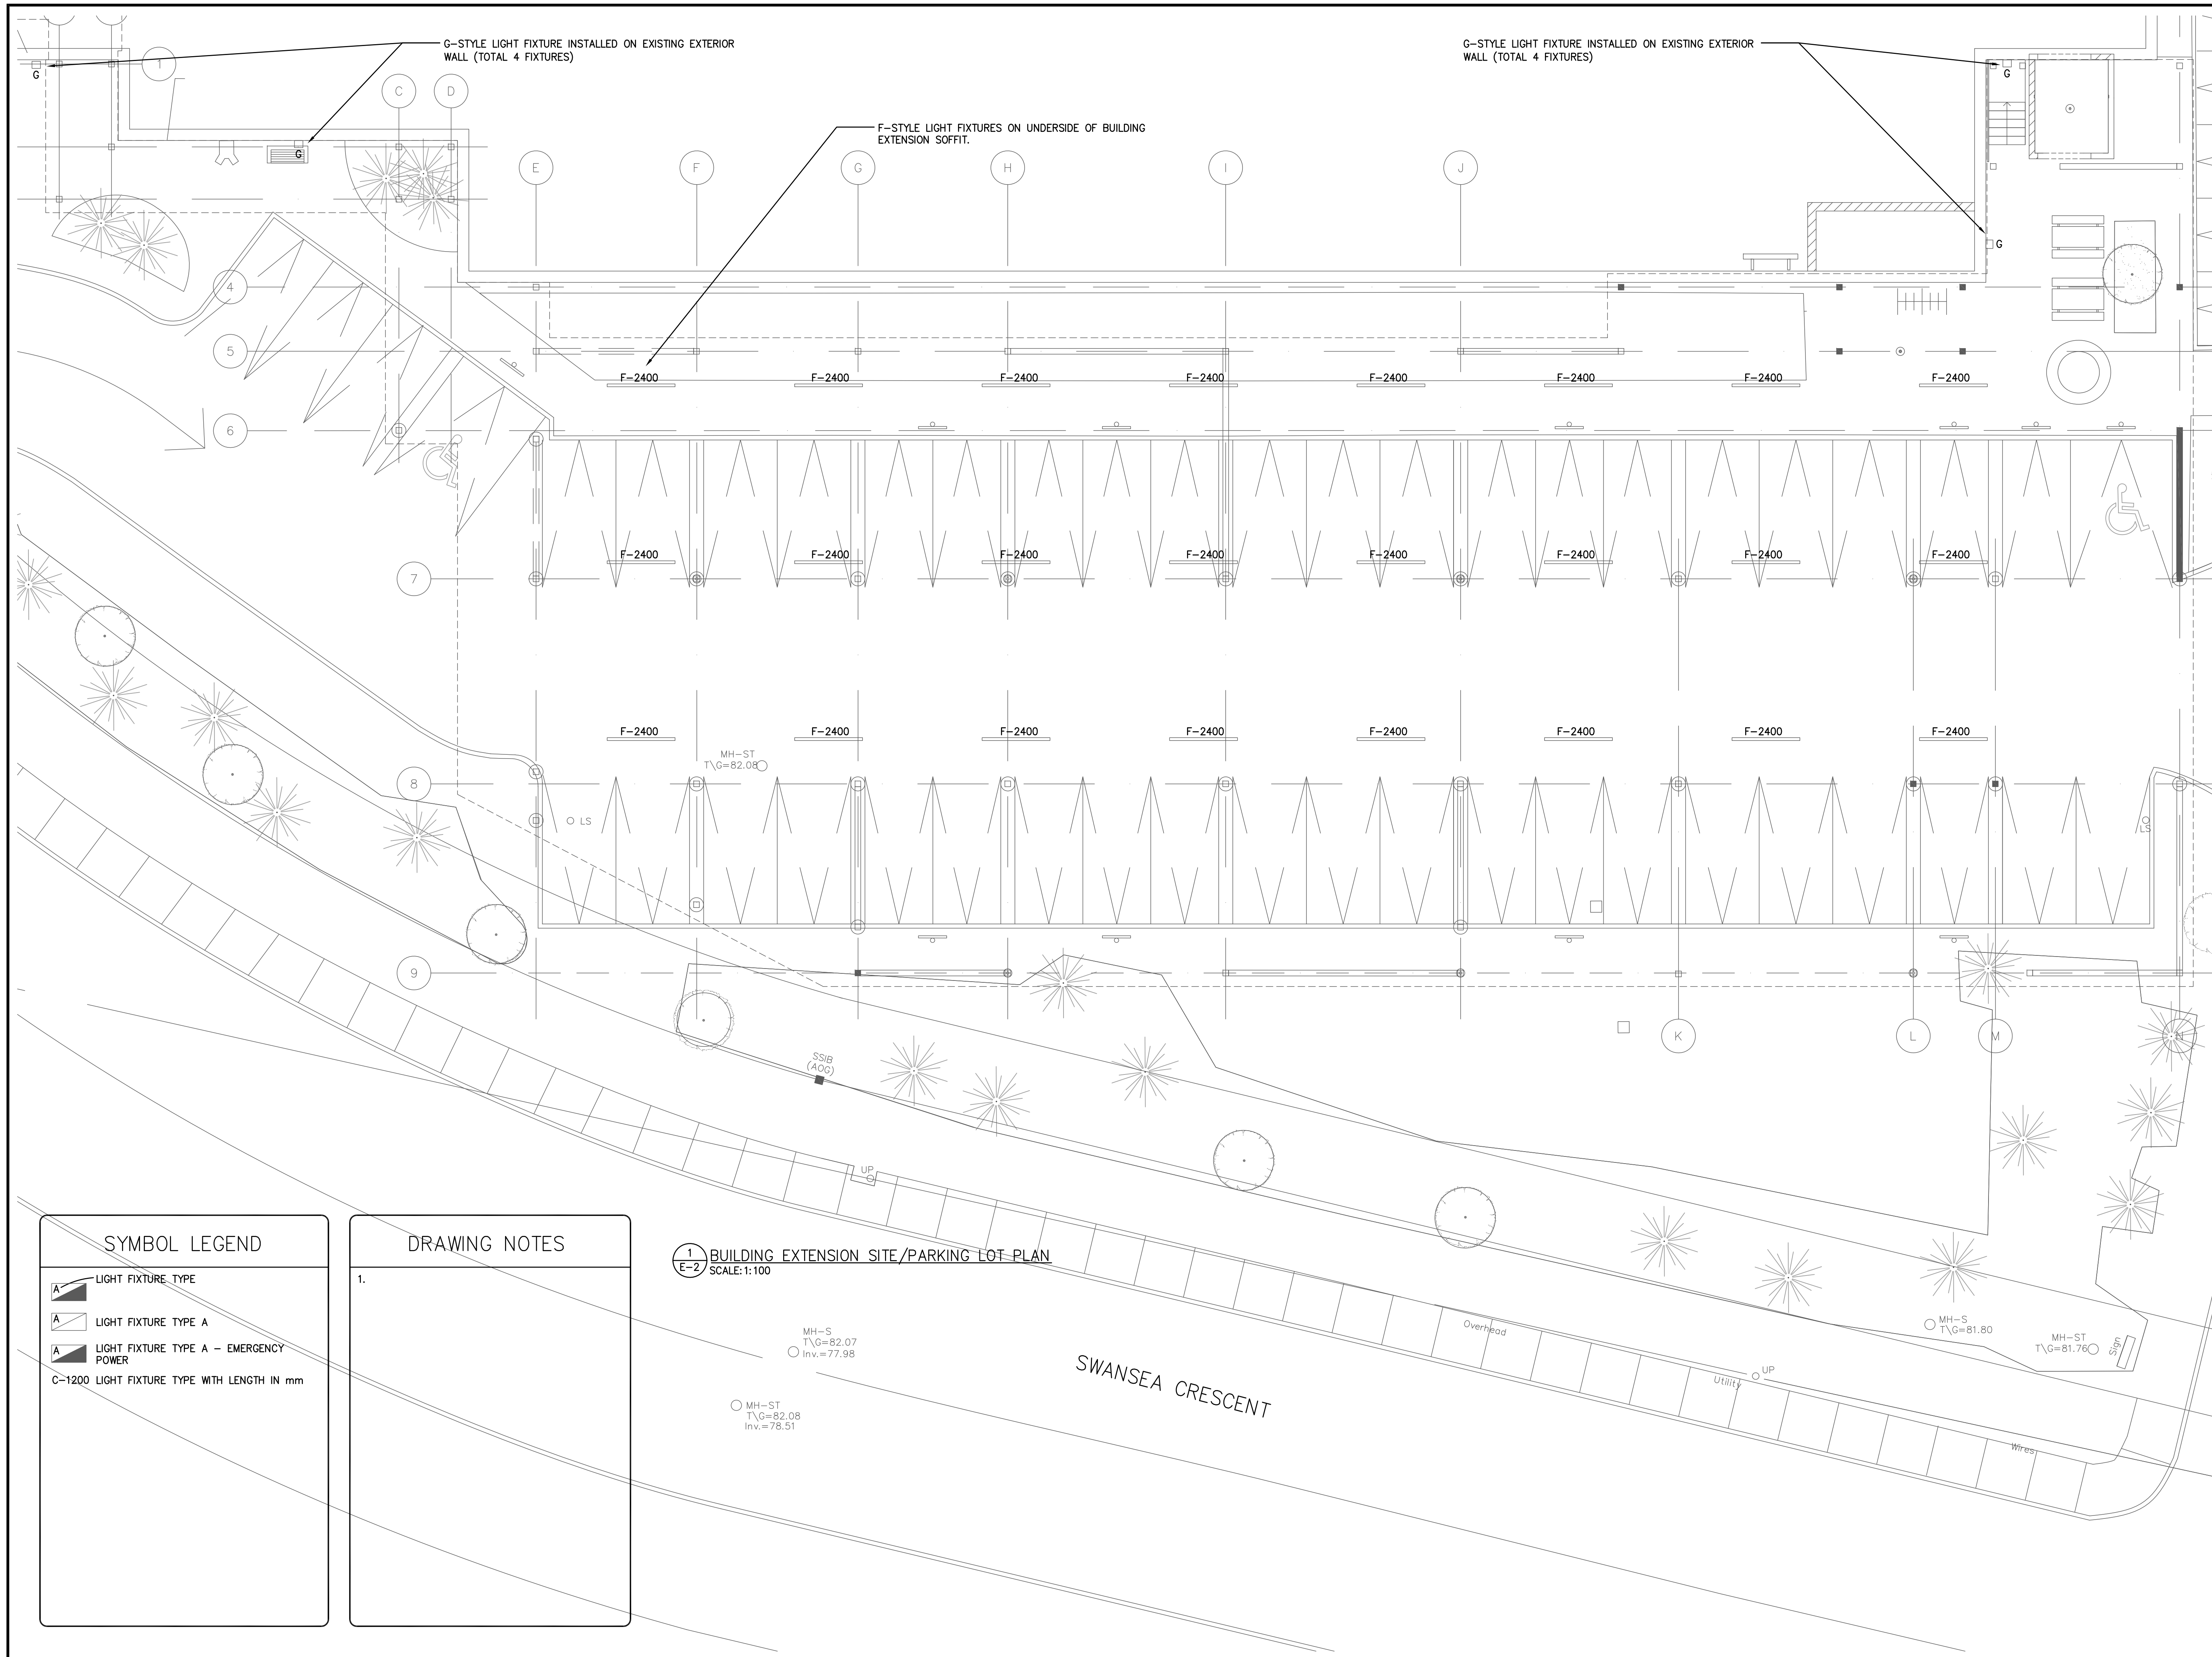 G-STYLE LIGHT FIXTURE INSTALLED ON EXISTING EXTERIOR
WALL (TOTAL 4 FIXTURES)
G-STYLE LIGHT FIXTURE INSTALLED ON EXISTING EXTERIOR
WALL (TOTAL 4 FIXTURES)
1
G
G
C
D
G
F-STYLE LIGHT FIXTURES ON UNDERSIDE OF BUILDING
EXTENSION SOFFIT.
E
F
G
H
I
J
G
4
5
F-2400
F-2400
F-2400
F-2400
F-2400
F-2400
F-2400
F-2400
6
F-2400
F-2400
F-2400
F-2400
F-2400
F-2400
F-2400
F-2400
7
F-2400
F-2400
F-2400
F-2400
F-2400
F-2400
F-2400
F-2400
MH-ST
T\G=82.08
8
LS
LS
9
K
L
M
N
SSIB
(AOG)
UP
SYMBOL LEGEND
LIGHT FIXTURE TYPE
A
A
LIGHT FIXTURE TYPE A
A
LIGHT FIXTURE TYPE A - EMERGENCY
POWER
C-1200 LIGHT FIXTURE TYPE WITH LENGTH IN mm
DRAWING NOTES
1.
1
E-2
BUILDING EXTENSION SITE/PARKING LOT PLAN
SCALE:1:100
MH-S
T\G=82.07
Inv.=77.98
MH-ST
T\G=82.08
Inv.=78.51
SWANSEA CRESCENT
Overhead
Utility
Wires
UP
MH-S
T\G=81.80
MH-ST
T\G=81.76
Sign